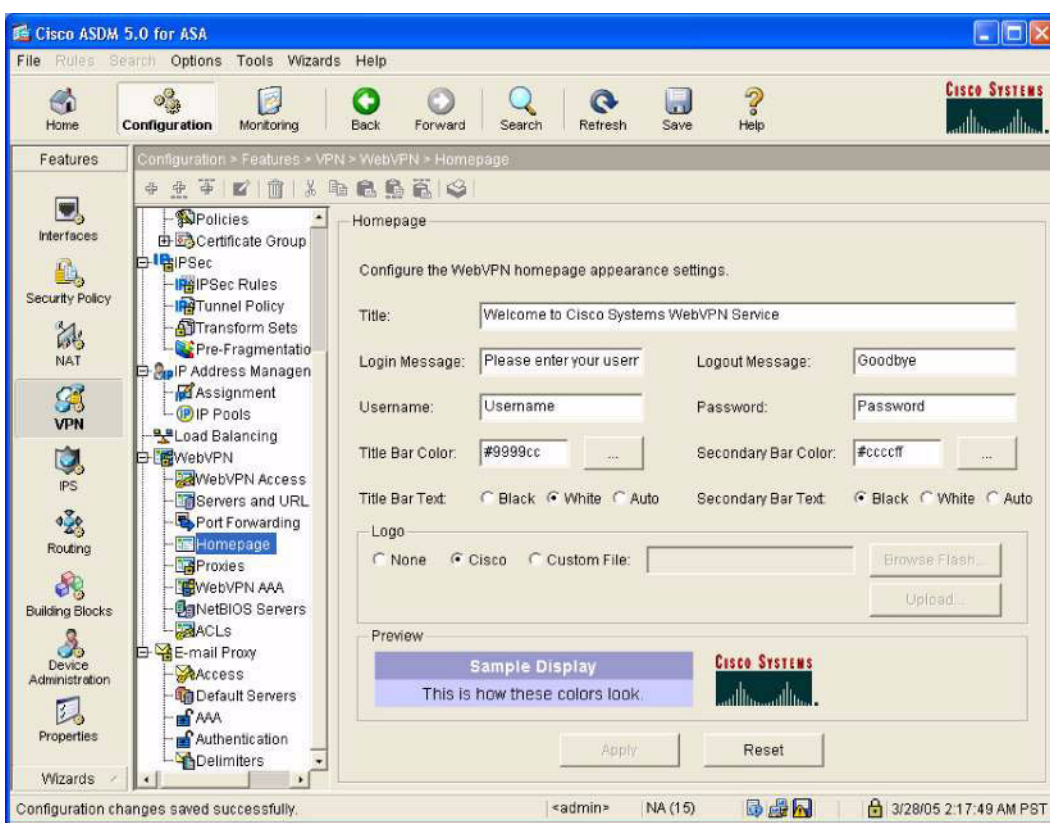 Cisco ASDM 5.0 for ASA
File Rules Search Options Tools Wizards Help
Home Configuration Monitoring Back Forward Search Refresh Save Help
CISCO SYSTEMS
Features
Configuration > Features > VPN > WebVPN > Homepage
Interfaces
Security Policy
NAT
VPN
IPS
Routing
Building Blocks
Device Administration
Properties
Wizards
Policies
Certificate Group
IPSec
IPSec Rules
Tunnel Policy
Transform Sets
Pre-Fragmentatio
IP Address Managen
Assignment
IP Pools
Load Balancing
WebVPN
WebVPN Access
Servers and URL
Port Forwarding
Homepage
Proxies
WebVPN AAA
NetBIOS Servers
ACLs
E-mail Proxy
Access
Default Servers
AAA
Authentication
Delimiters
Homepage
Configure the WebVPN homepage appearance settings.
Title: Welcome to Cisco Systems WebVPN Service
Login Message: Please enter your userr Logout Message: Goodbye
Username: Username Password: Password
Title Bar Color: #9999cc ... Secondary Bar Color: #ccccff ...
Title Bar Text: Black White Auto Secondary Bar Text: Black White Auto
Logo
None Cisco Custom File: Browse Flash...
Upload...
Preview
Sample Display
This is how these colors look.
CISCO SYSTEMS
Apply Reset
Configuration changes saved successfully. <admin> NA (15) 3/28/05 2:17:49 AM PST